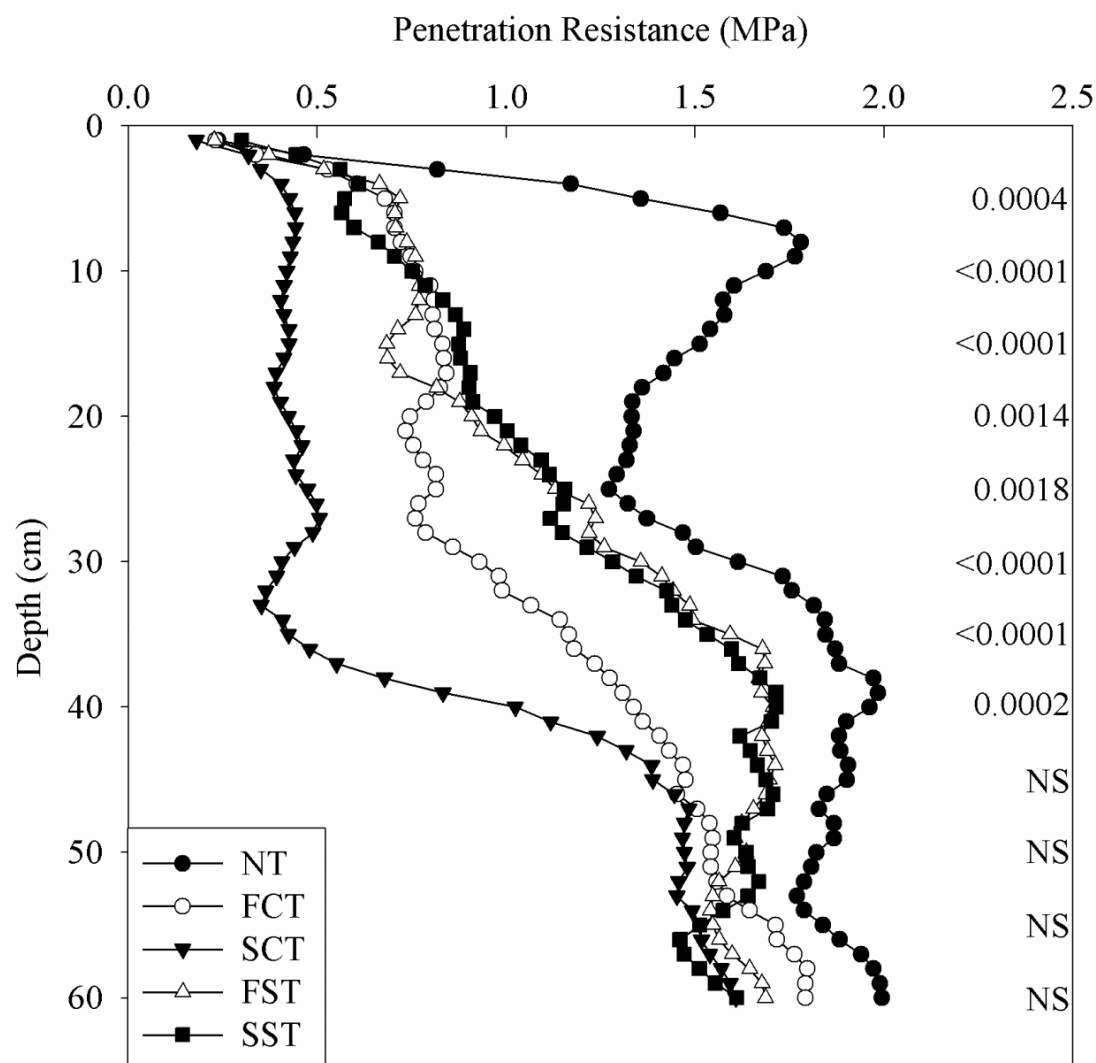 Penetration Resistance (MPa)
0.0 0.5 1.0 1.5 2.0 2.5
0
0.0004
10 <0.0001
<0.0001
20 0.0014
0.0018
30 <0.0001
<0.0001
40 0.0002
NS
50 NS
NS
60 NS
Depth (cm)
NT
FCT
SCT
FST
SST